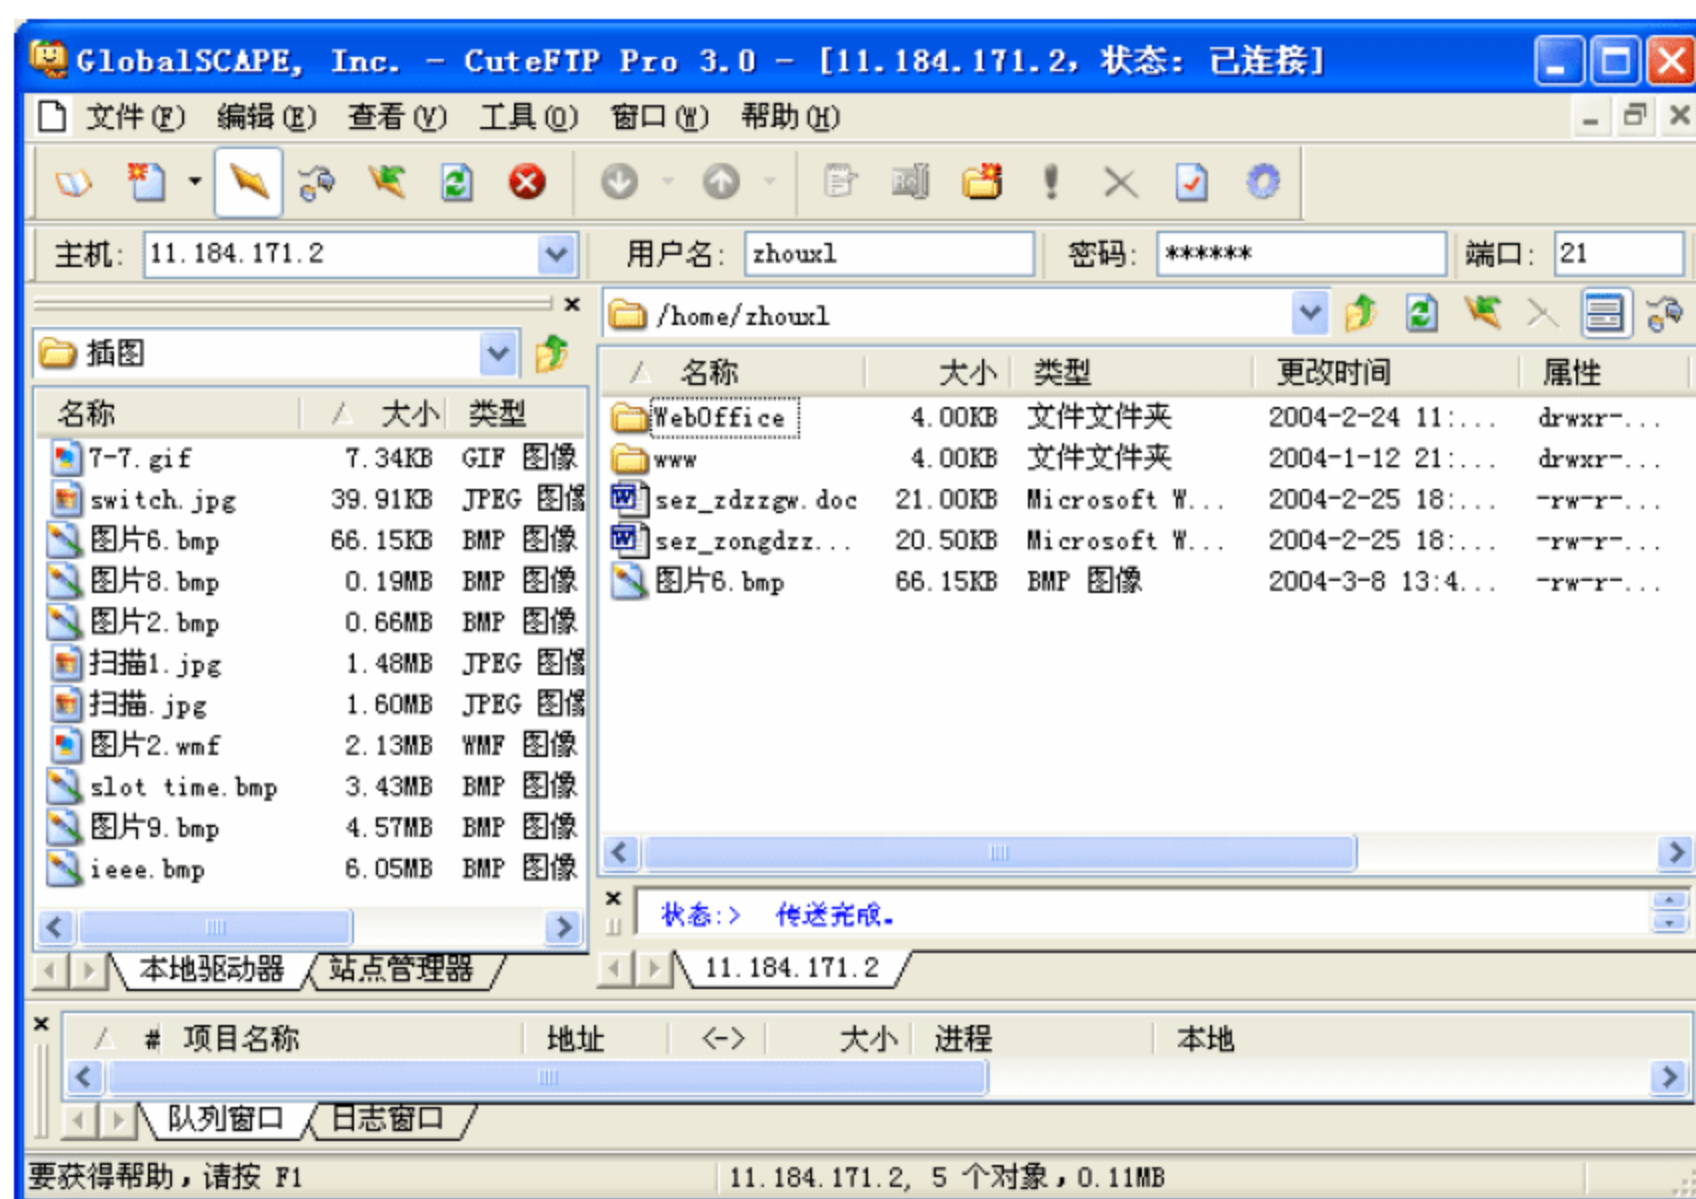 GlobalSCAPE, Inc. - CuteFTP Pro 3.0 - [11.184.171.2，状态：已连接]
文件(F) 编辑(E) 查看(V) 工具(O) 窗口(W) 帮助(H)
主机: 11.184.171.2 用户名: zhouxl 密码: ****** 端口: 21
/home/zhouxl
插图
名称 大小 类型 更改时间 属性
WebOffice 4.00KB 文件文件夹 2004-2-24 11:... drwxr-...
www 4.00KB 文件文件夹 2004-1-12 21:... drwxr-...
sez_zdzzgw.doc 21.00KB Microsoft W... 2004-2-25 18:... -rw-r-...
sez_zongdzz... 20.50KB Microsoft W... 2004-2-25 18:... -rw-r-...
图片6.bmp 66.15KB BMP 图像 2004-3-8 13:4... -rw-r-...
名称 大小 类型
7-7.gif 7.34KB GIF 图像
switch.jpg 39.91KB JPEG 图像
图片6.bmp 66.15KB BMP 图像
图片8.bmp 0.19MB BMP 图像
图片2.bmp 0.66MB BMP 图像
扫描1.jpg 1.48MB JPEG 图像
扫描.jpg 1.60MB JPEG 图像
图片2.wmf 2.13MB WMF 图像
slot time.bmp 3.43MB BMP 图像
图片9.bmp 4.57MB BMP 图像
ieee.bmp 6.05MB BMP 图像
状态:> 传送完成.
本地驱动器 站点管理器
11.184.171.2
# 项目名称 地址 <-> 大小 进程 本地
队列窗口 日志窗口
要获得帮助，请按 F1
11.184.171.2, 5 个对象，0.11MB